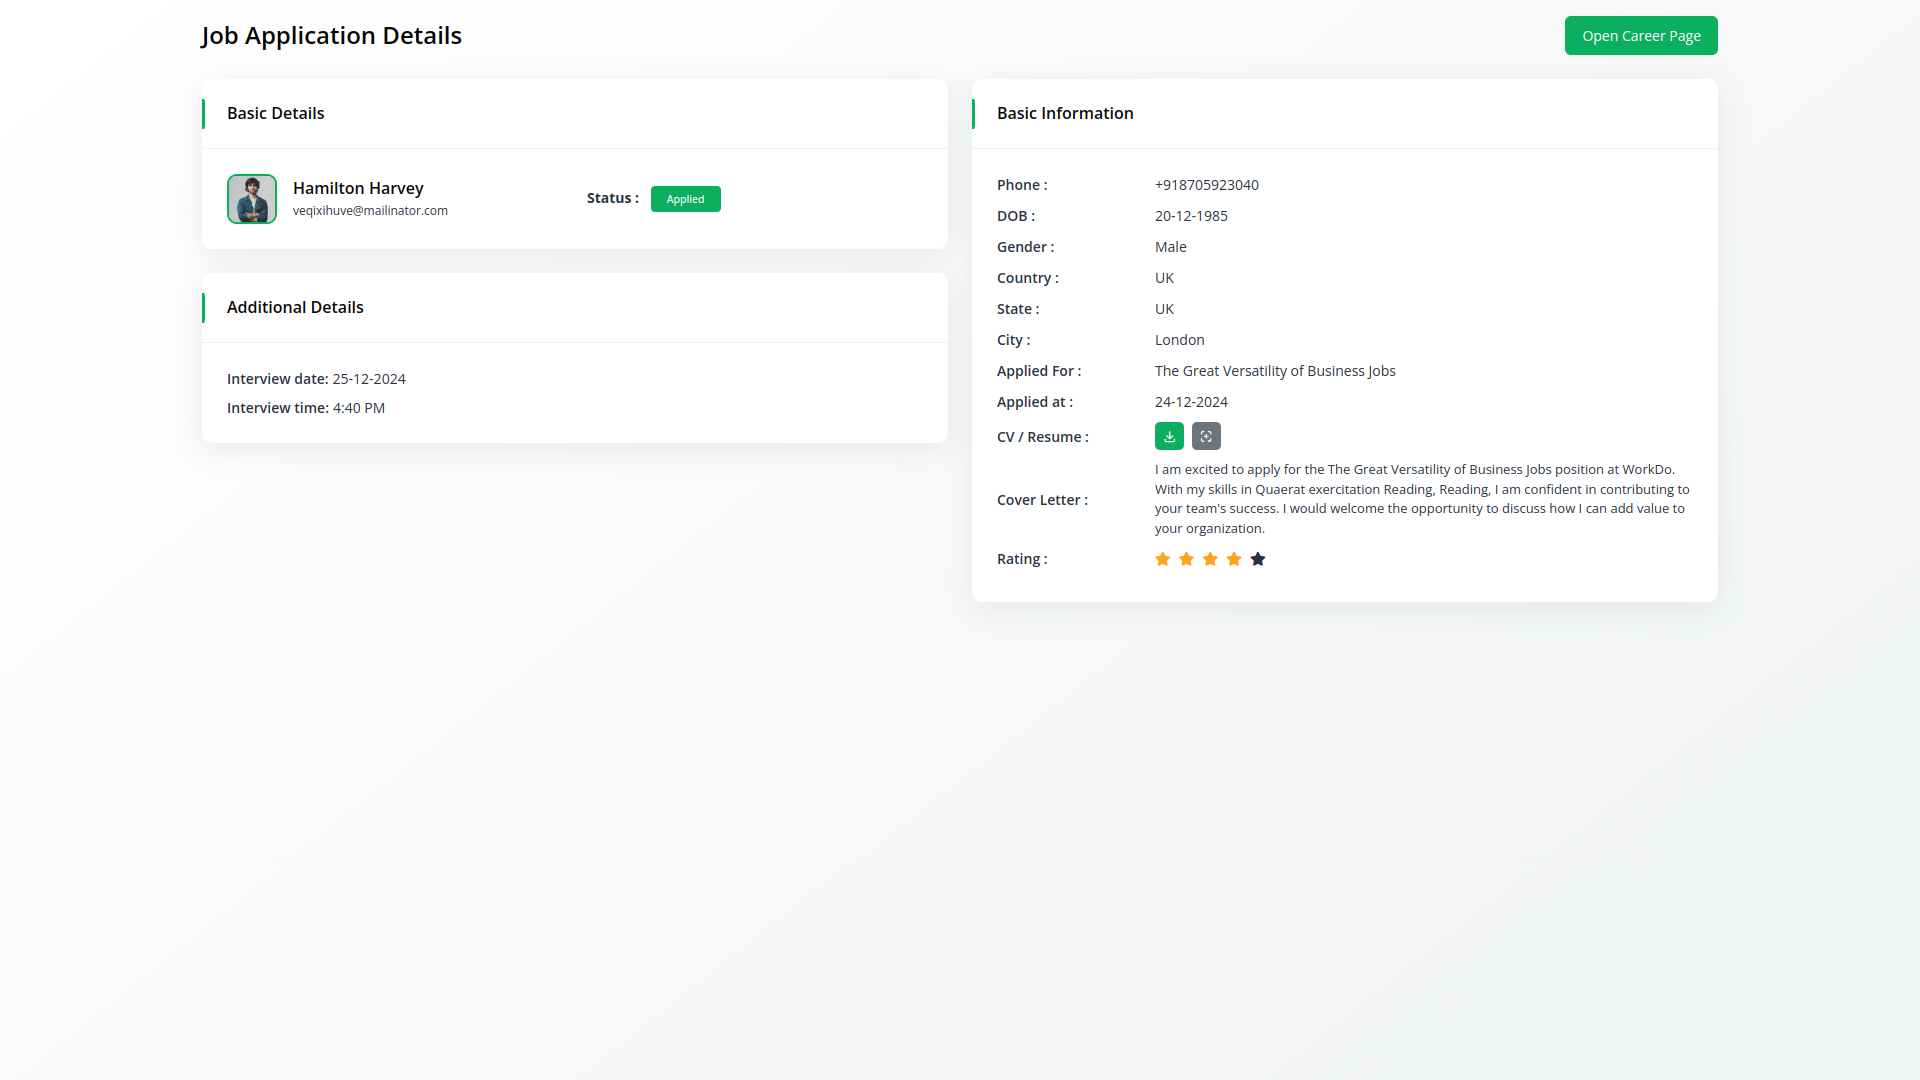 Job Application Details
Open Career Page
Basic Details
Hamilton Harvey
veqixihuve@mailinator.com
Status :
Applied
Additional Details
Interview date: 25-12-2024
Interview time: 4:40 PM
Basic Information
Phone : +918705923040
DOB : 20-12-1985
Gender : Male
Country : UK
State : UK
City : London
Applied For : The Great Versatility of Business Jobs
Applied at : 24-12-2024
CV / Resume :
Cover Letter :
I am excited to apply for the The Great Versatility of Business Jobs position at WorkDo.
With my skills in Quaerat exercitation Reading, Reading, I am confident in contributing to
your team's success. I would welcome the opportunity to discuss how I can add value to
your organization.
Rating :